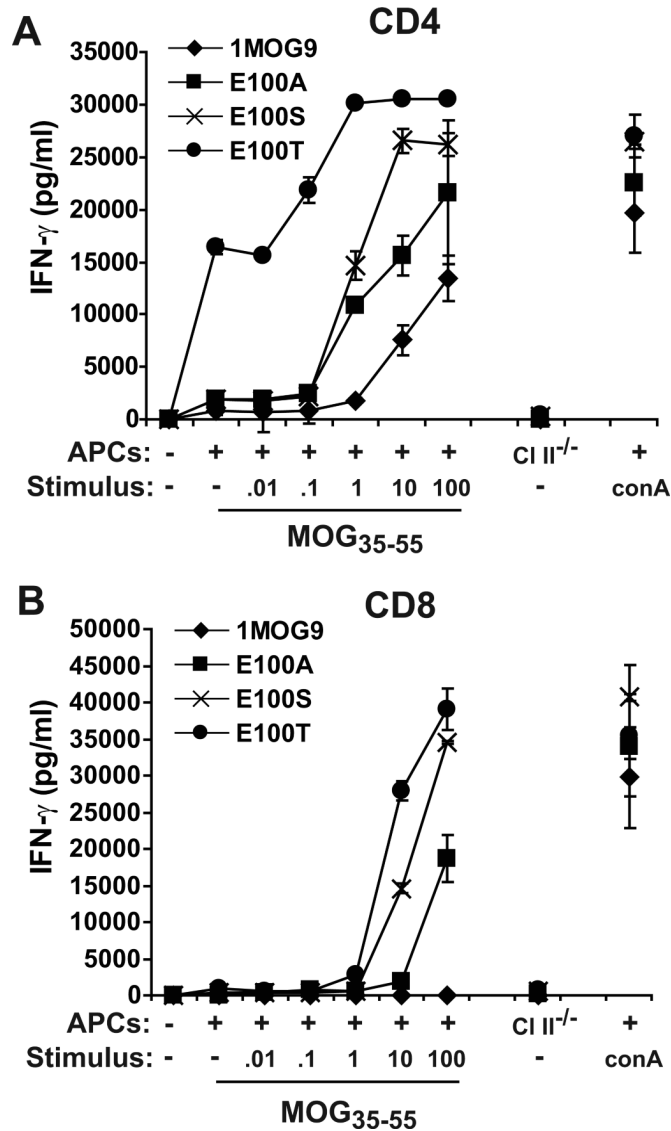 A
CD4
1MOG9
E100A
E100S
E100T
IFN-γ (pg/ml)
35000
30000
25000
20000
15000
10000
5000
0
APCs: - + + + + + + Cl II-/- +
Stimulus: - - .01 .1 1 10 100 - conA
MOG35-55
B
CD8
1MOG9
E100A
E100S
E100T
IFN-γ (pg/ml)
50000
45000
40000
35000
30000
25000
20000
15000
10000
5000
0
APCs: - + + + + + + Cl II-/- +
Stimulus: - - .01 .1 1 10 100 - conA
MOG35-55